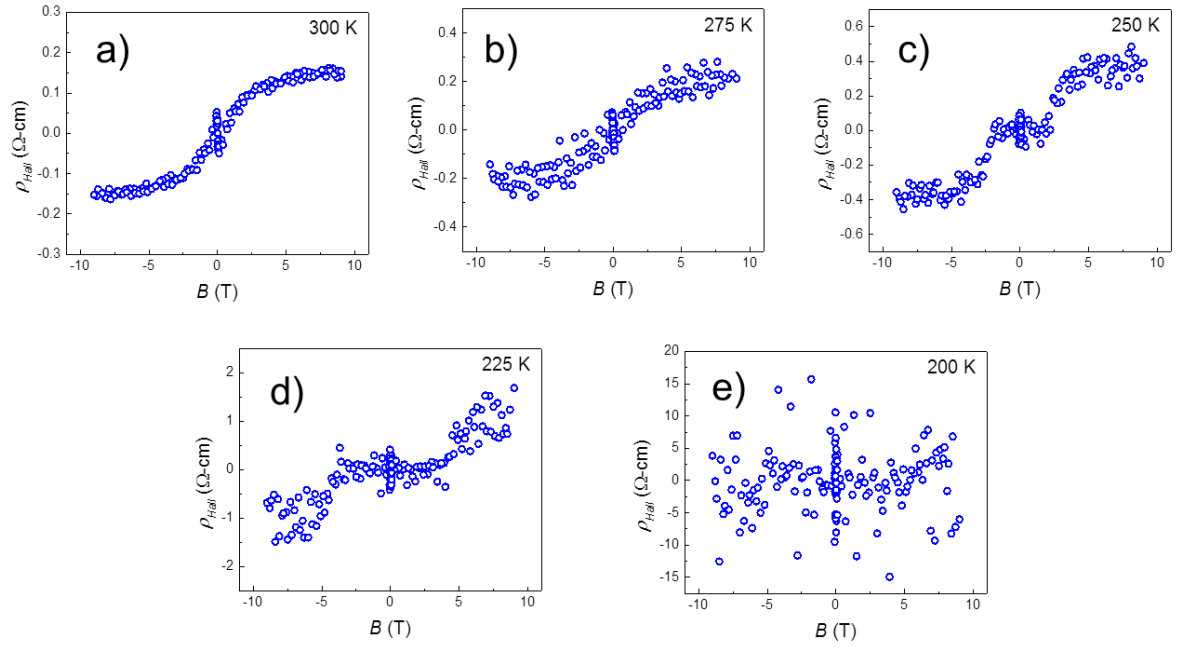 a)
300 K
0.3
0.2
0.1
0.0
-0.1
-0.2
-0.3
ρHall (Ω-cm)
-10 -5 0 5 10
B (T)
b)
275 K
0.4
0.2
0.0
-0.2
-0.4
ρHall (Ω-cm)
-10 -5 0 5 10
B (T)
c)
250 K
0.6
0.4
0.2
0.0
-0.2
-0.4
-0.6
ρHall (Ω-cm)
-10 -5 0 5 10
B (T)
d)
225 K
2
1
0
-1
-2
ρHall (Ω-cm)
-10 -5 0 5 10
B (T)
e)
200 K
20
15
10
5
0
-5
-10
-15
ρHall (Ω-cm)
-10 -5 0 5 10
B (T)